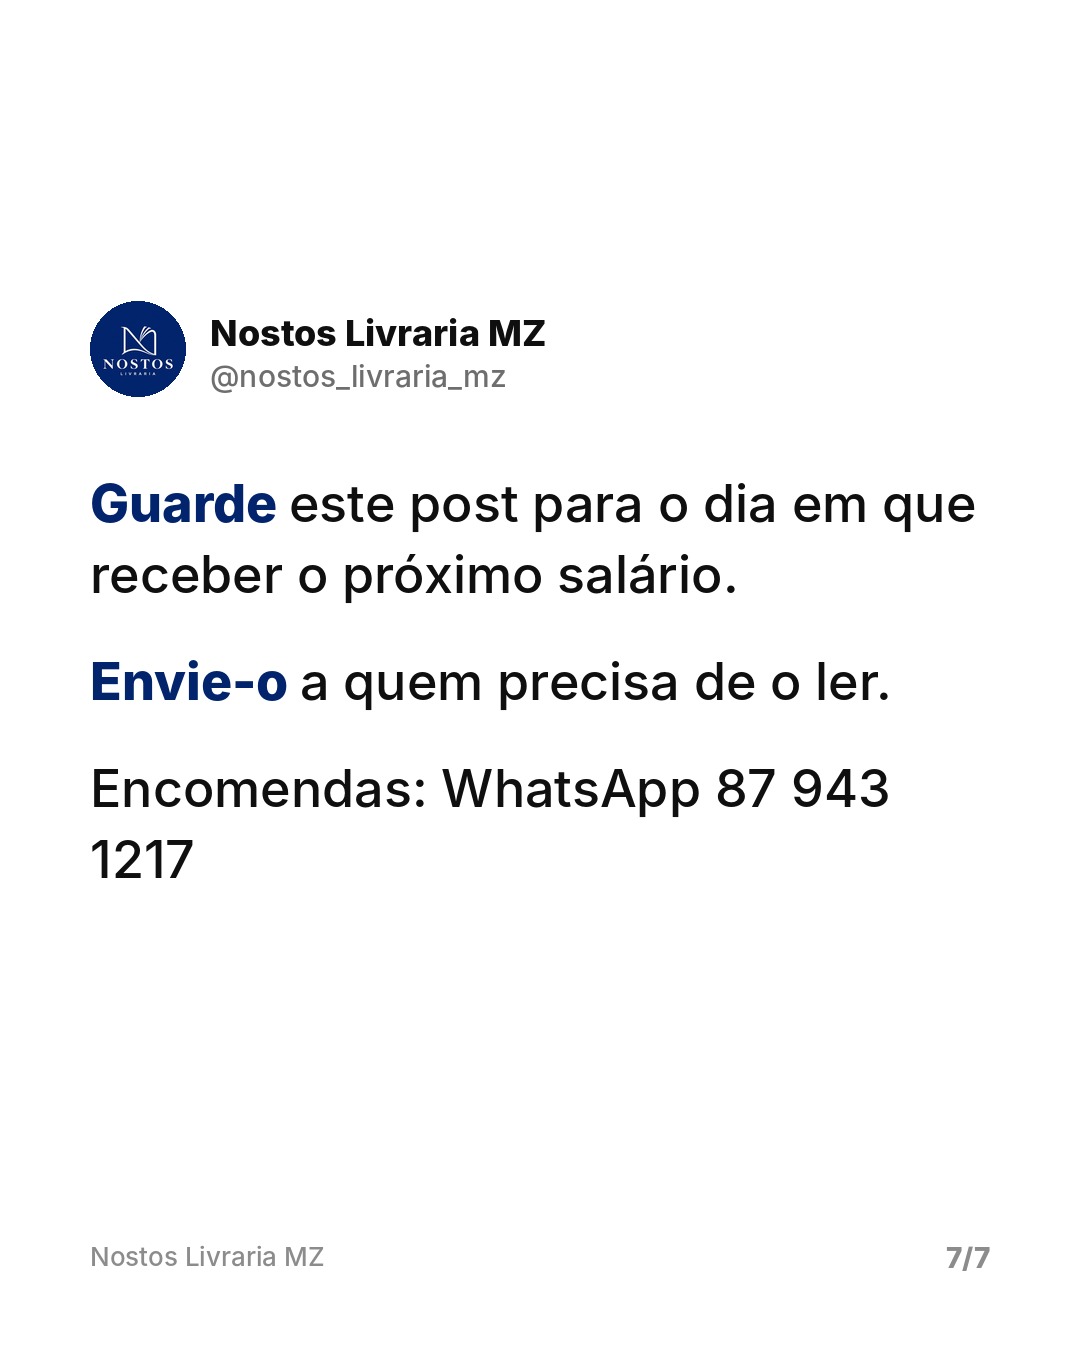 NOSTOS
LIVRARIA
Nostos Livraria MZ
@nostos_livraria_mz
Guarde este post para o dia em que
receber o próximo salário.
Envie-o a quem precisa de o ler.
Encomendas: WhatsApp 87 943
1217
Nostos Livraria MZ
7/7